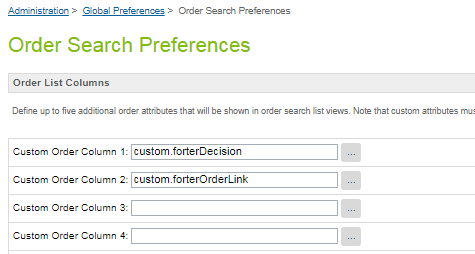 Administration > Global Preferences > Order Search Preferences
Order Search Preferences
Order List Columns
Define up to five additional order attributes that will be shown in order search list views. Note that custom attributes mus
Custom Order Column 1: custom.forterDecision ...
Custom Order Column 2: custom.forterOrderLink ...
Custom Order Column 3: ...
Custom Order Column 4: ...